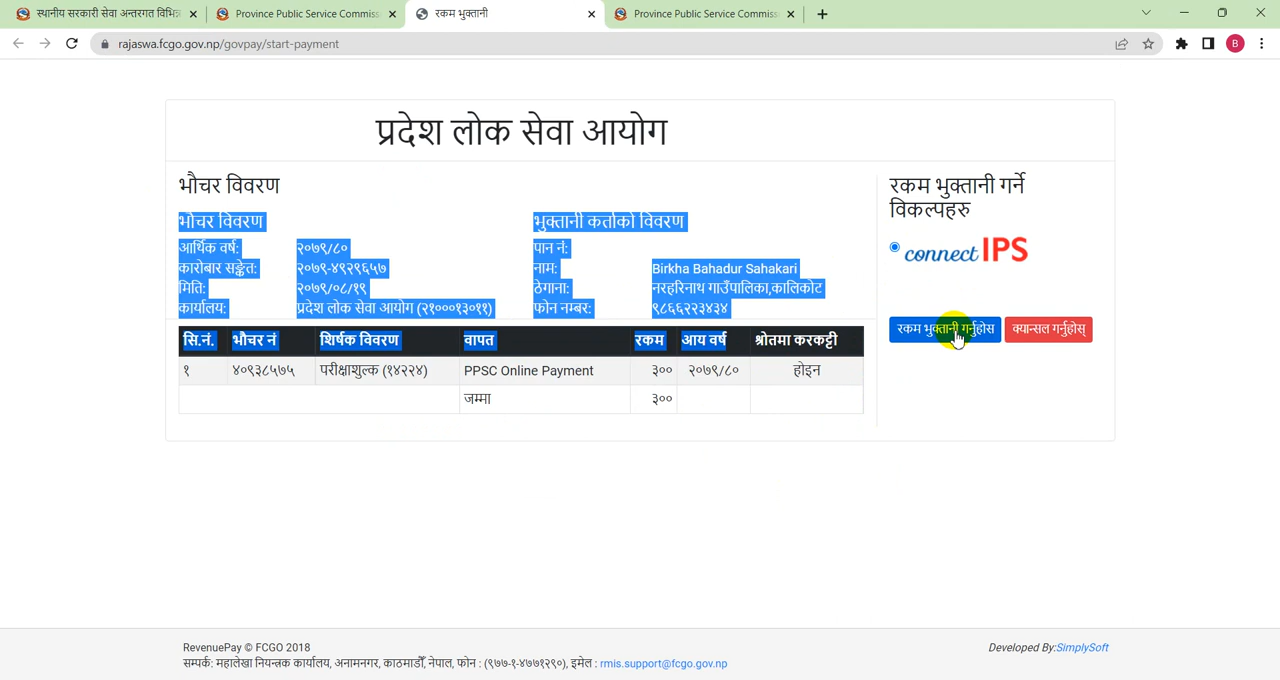 स्थानीय सरकारी सेवा अन्तरगत विभि
Province Public Service Commiss
रकम भुक्तानी
Province Public Service Commiss
rajaswa.fcgo.gov.np/govpay/start-payment
B
प्रदेश लोक सेवा आयोग
भौचर विवरण
रकम भुक्तानी गर्ने
विकल्पहरु
भौचर विवरण
भुक्तानी कर्ताको विवरण
connectIPS
आर्थिक वर्ष: २०७९/८०
पान नं:
कारोबार सङ्केत: २०७९-४९२९६५७
नाम: Birkha Bahadur Sahakari
मिति: २०७९/०८/१९
ठेगाना: नरहरिनाथ गाउँपालिका,कालिकोट
कार्यालय: प्रदेश लोक सेवा आयोग (२१०००१३०११)
फोन नम्बर: ९८६६२२३४३४
रकम भुक्तानी गर्नुहोस क्यान्सल गर्नुहोस्
सि.नं. भौचर नं शिर्षक विवरण वापत रकम आय वर्ष श्रोतमा करकट्टी
१ ४०९३८५७५ परीक्षाशुल्क (१४२२४) PPSC Online Payment ३०० २०७९/८० होइन
जम्मा ३००
RevenuePay © FCGO 2018
Developed By:SimplySoft
सम्पर्क: महालेखा नियन्त्रक कार्यालय, अनामनगर, काठमाडौँ, नेपाल, फोन : (९७७-१-४७७१२९०), इमेल : rmis.support@fcgo.gov.np